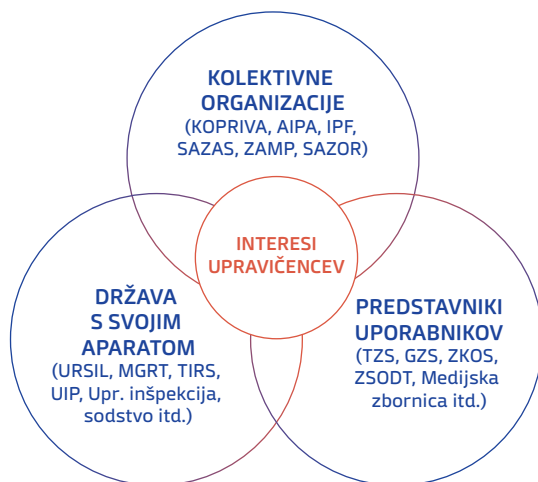 KOLEKTIVNE
ORGANIZACIJE
(KOPRIVA, AIPA, IPF,
SAZAS, ZAMP, SAZOR)
INTERESI
UPRAVIČENCEV
DRŽAVA
S SVOJIM
APARATOM
(URSIL, MGRT, TIRS,
UIP, Upr. inšpekcija,
sodstvo itd.)
PREDSTAVNIKI
UPORABNIKOV
(TZS, GZS, ZKOS,
ZSODT, Medijska
zbornica itd.)